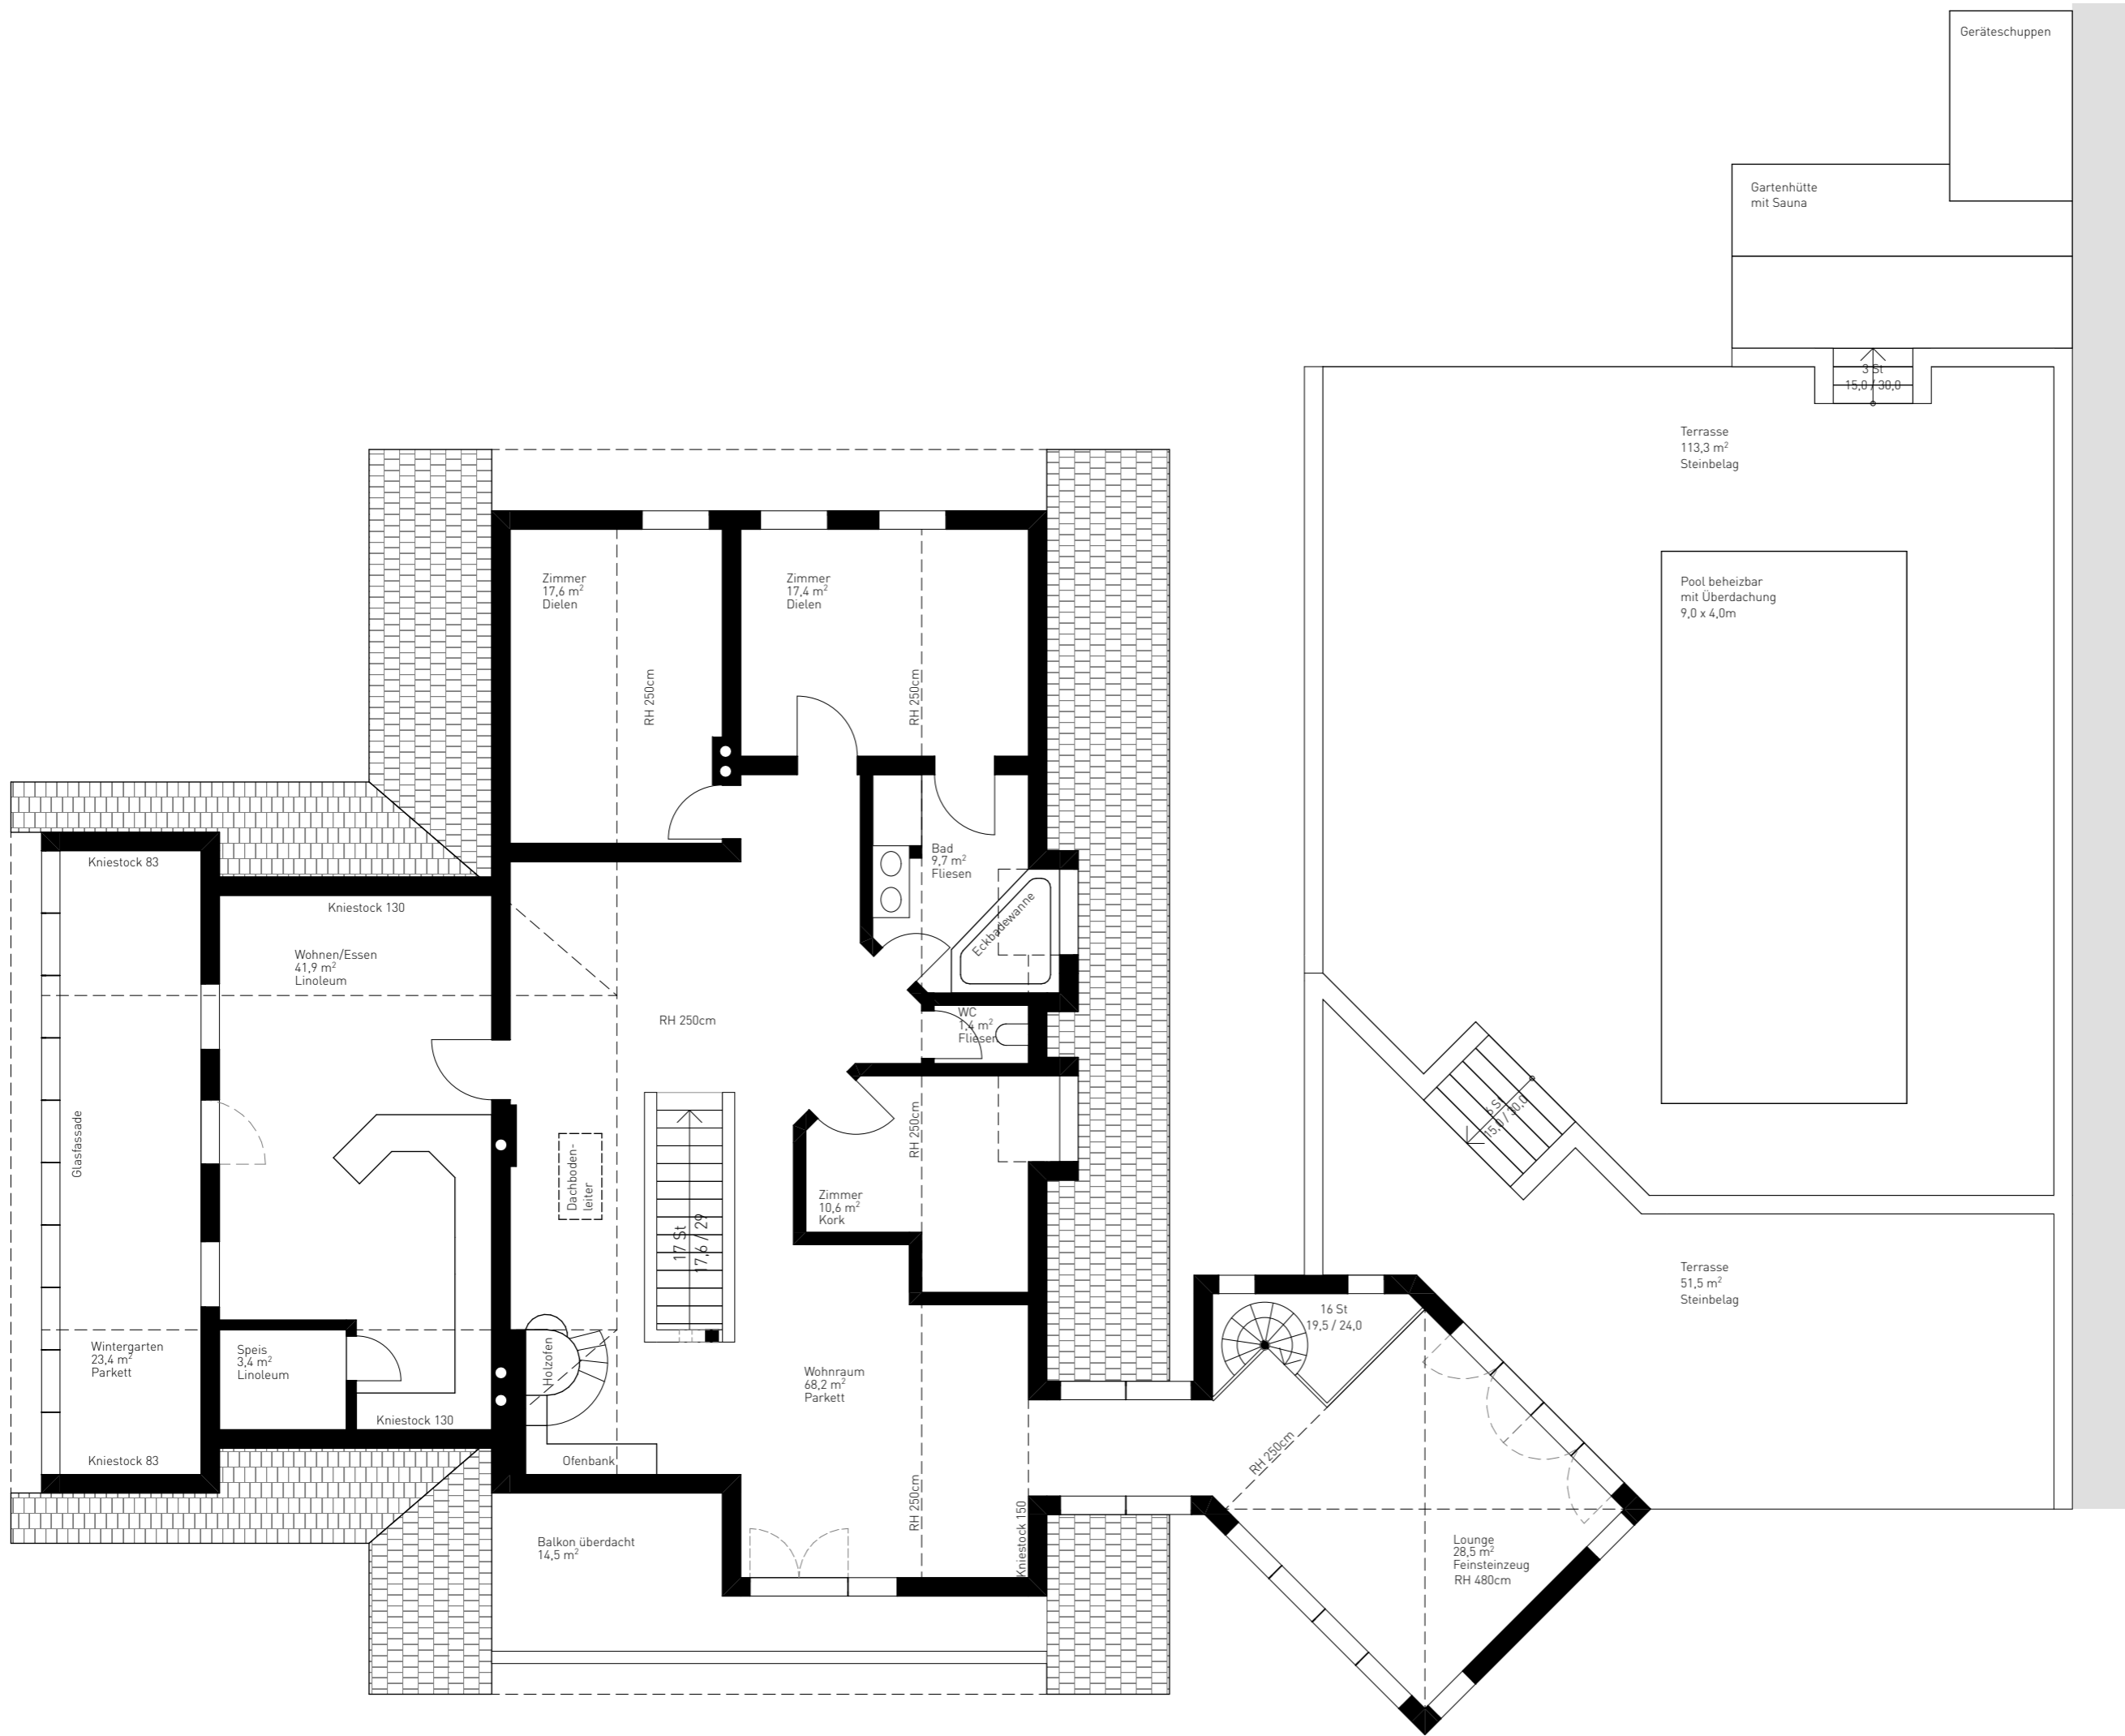 Geräteschuppen
Gartenhütte
mit Sauna
3 St
15,0 / 30,0
Terrasse
113,3 m²
Steinbelag
Pool beheizbar
mit Überdachung
9,0 x 4,0m
Zimmer
17,6 m²
Dielen
Zimmer
17,4 m²
Dielen
RH 250cm
RH 250cm
Bad
9,7 m²
Fliesen
Eckbadewanne
Kniestock 83
Kniestock 130
Wohnen/Essen
41,9 m²
Linoleum
RH 250cm
WC
1,4 m²
Fliesen
Glasfassade
Dachboden-
leiter
17 St
17,6 / 29
RH 250cm
Zimmer
10,6 m²
Kork
15,0 / 30,0
Terrasse
51,5 m²
Steinbelag
16 St
19,5 / 24,0
Wintergarten
23,4 m²
Parkett
Speis
3,4 m²
Linoleum
Holzofen
Wohnraum
68,2 m²
Parkett
Kniestock 130
Kniestock 83
Ofenbank
RH 250cm
RH 250cm
Kniestock 150
Balkon überdacht
14,5 m²
Lounge
28,5 m²
Feinsteinzeug
RH 480cm